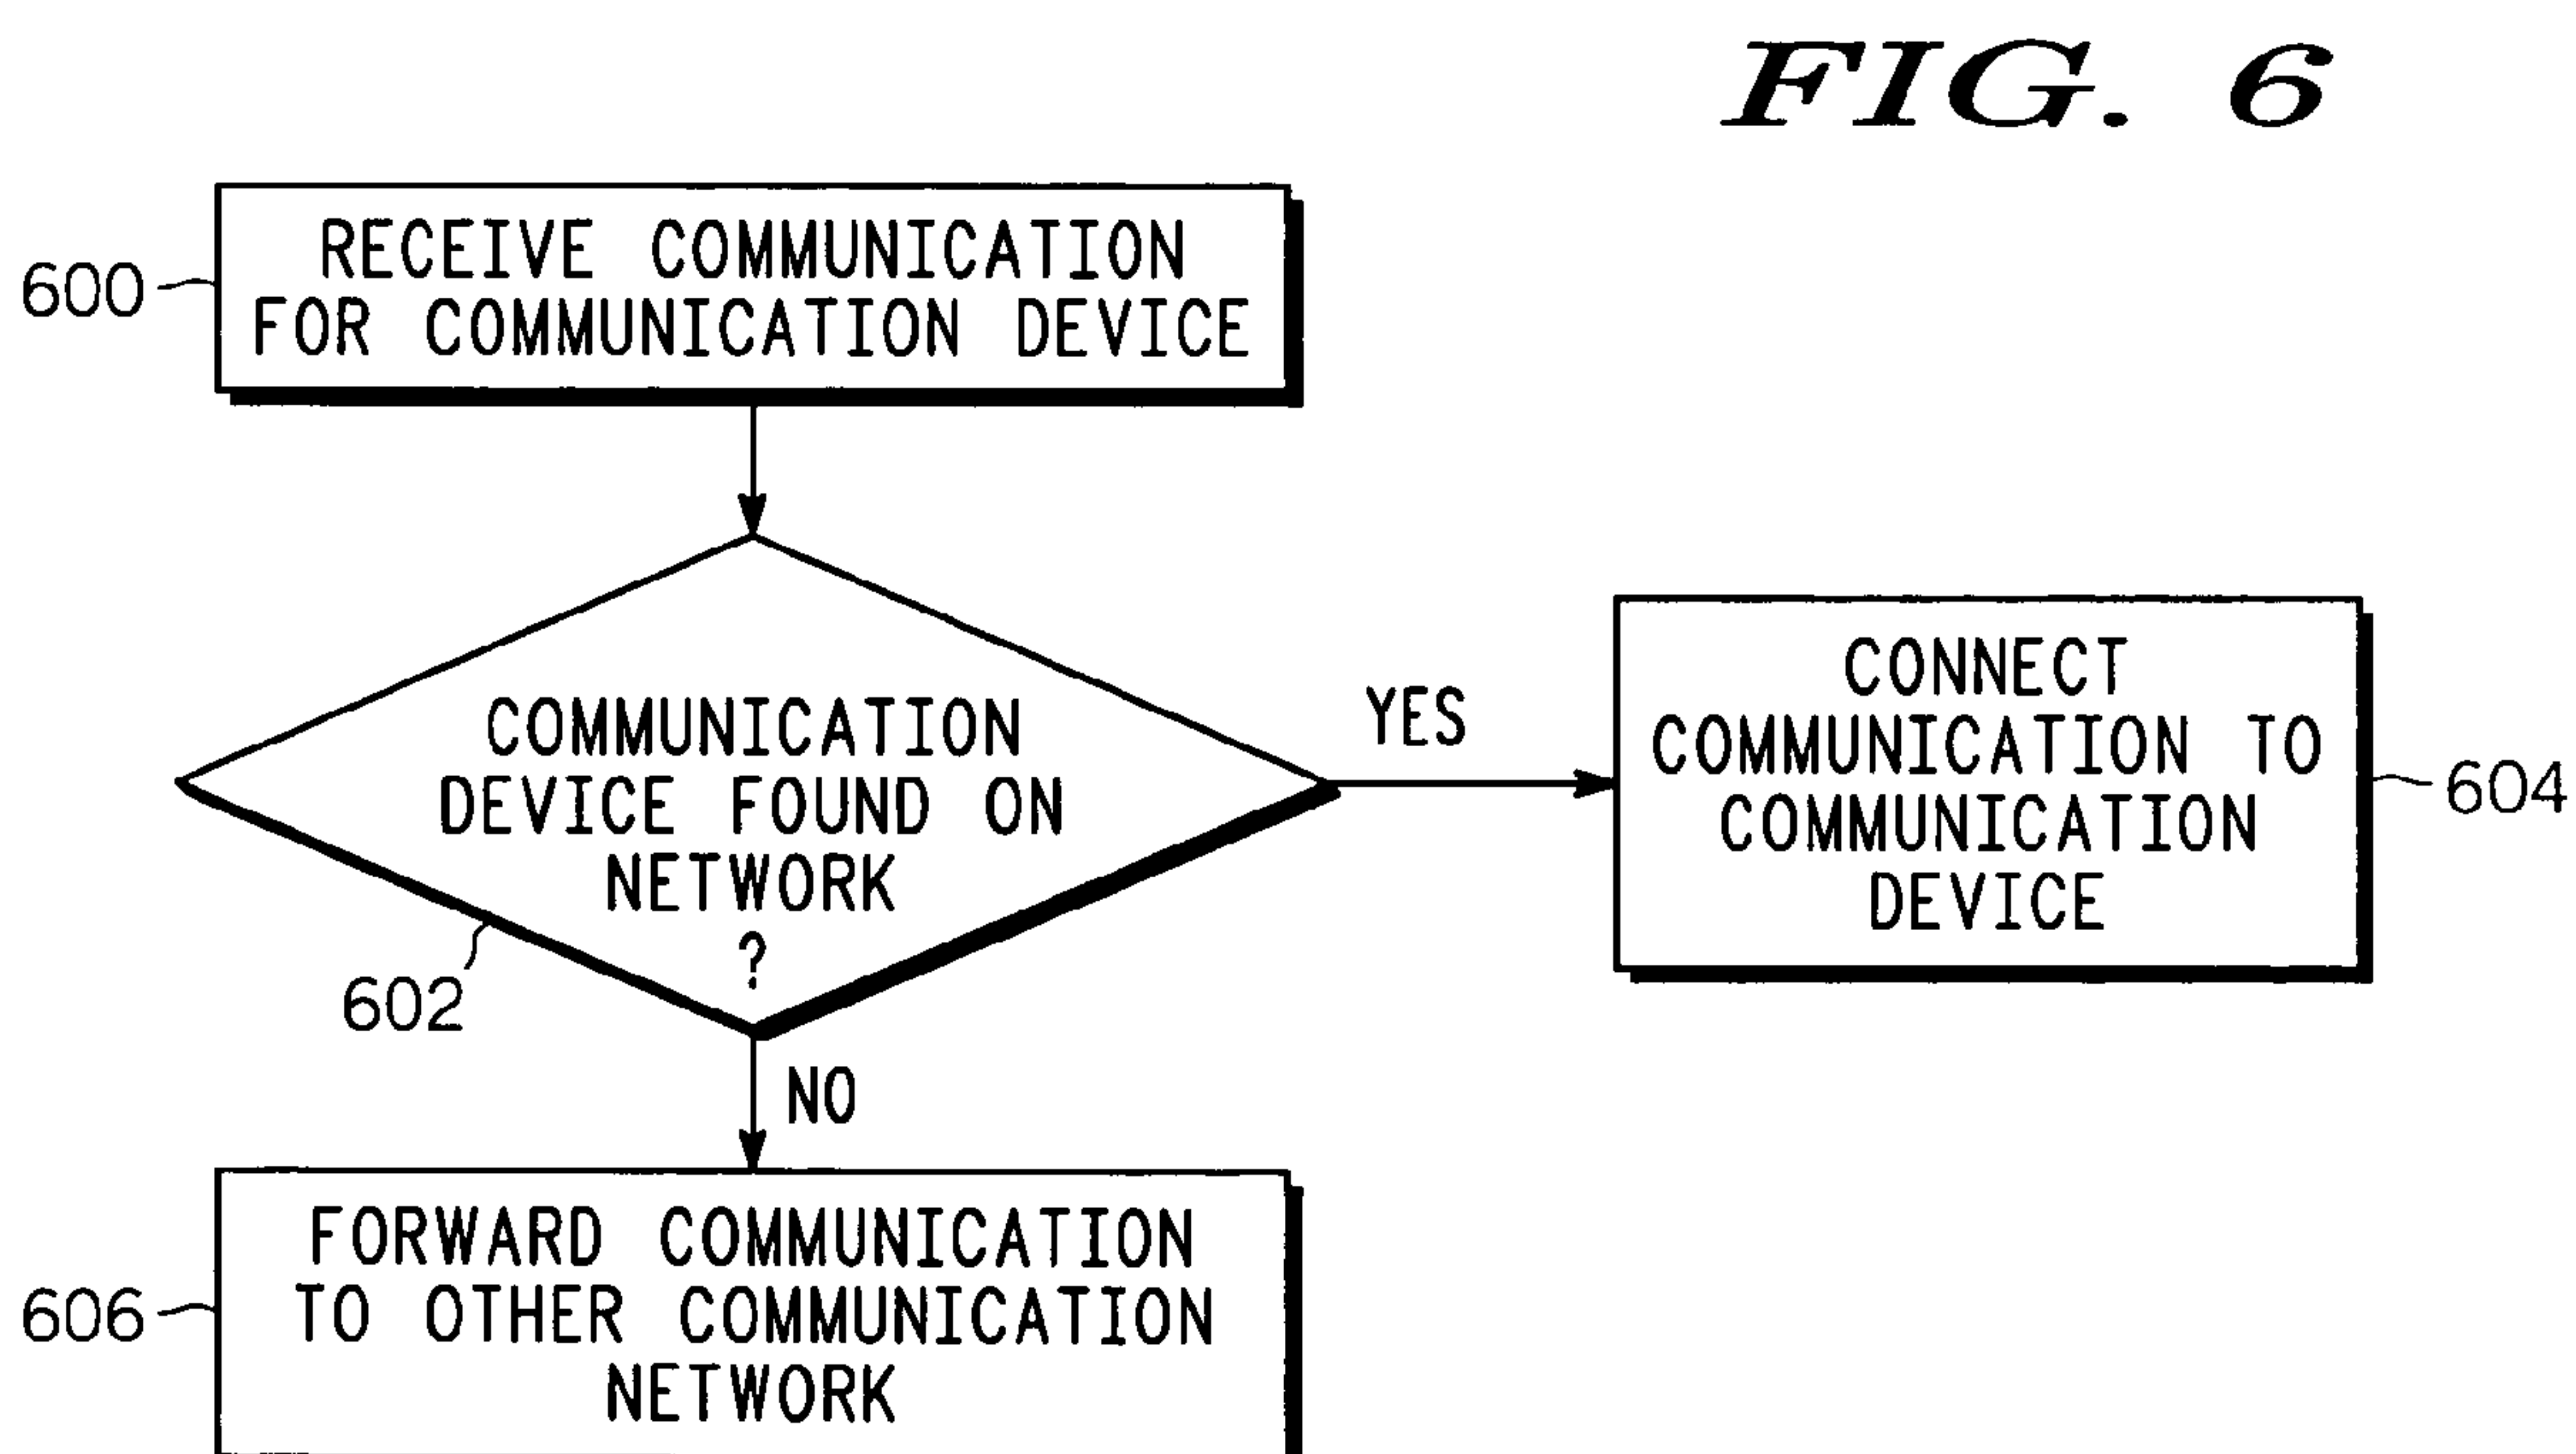 FIG. 6
600
RECEIVE COMMUNICATION
FOR COMMUNICATION DEVICE
COMMUNICATION
DEVICE FOUND ON
NETWORK
?
602
YES
CONNECT
COMMUNICATION TO
COMMUNICATION
DEVICE
604
NO
606
FORWARD COMMUNICATION
TO OTHER COMMUNICATION
NETWORK